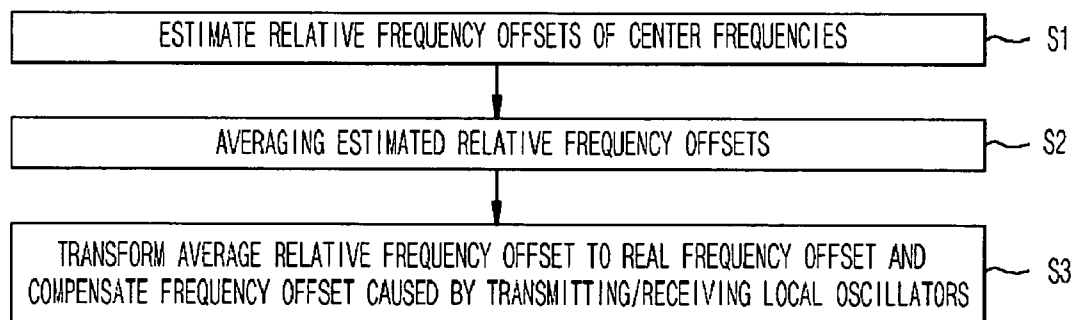 ESTIMATE RELATIVE FREQUENCY OFFSETS OF CENTER FREQUENCIES
S1
AVERAGING ESTIMATED RELATIVE FREQUENCY OFFSETS
S2
TRANSFORM AVERAGE RELATIVE FREQUENCY OFFSET TO REAL FREQUENCY OFFSET AND
COMPENSATE FREQUENCY OFFSET CAUSED BY TRANSMITTING/RECEIVING LOCAL OSCILLATORS
S3